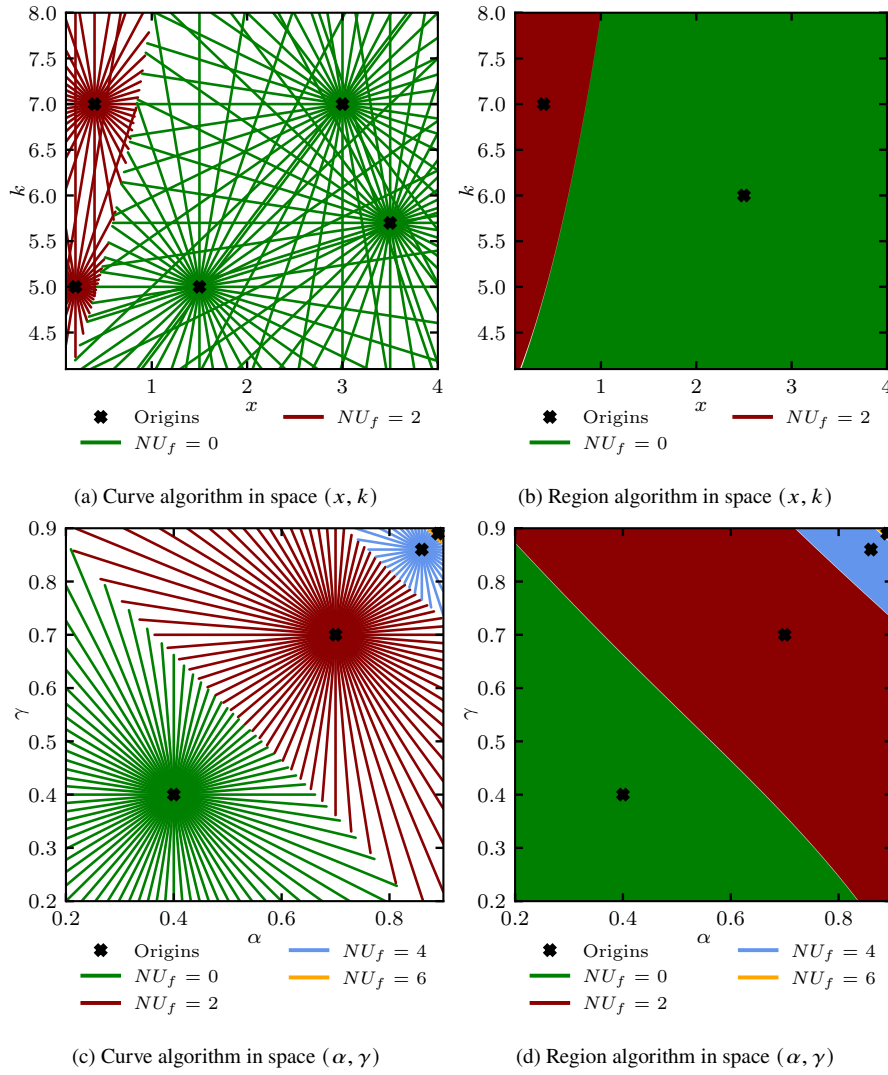 8.0
7.5
7.0
6.5
k
6.0
5.5
5.0
4.5
1
2
3
4
x
Origins
NU_f = 2
NU_f = 0
(a) Curve algorithm in space (x, k)
8.0
7.5
7.0
6.5
k
6.0
5.5
5.0
4.5
1
2
3
4
x
Origins
NU_f = 2
NU_f = 0
(b) Region algorithm in space (x, k)
0.9
0.8
0.7
0.6
γ
0.5
0.4
0.3
0.2
0.2
0.4
0.6
0.8
α
Origins
NU_f = 4
NU_f = 0
NU_f = 6
NU_f = 2
(c) Curve algorithm in space (α, γ)
0.9
0.8
0.7
0.6
γ
0.5
0.4
0.3
0.2
0.2
0.4
0.6
0.8
α
Origins
NU_f = 4
NU_f = 0
NU_f = 6
NU_f = 2
(d) Region algorithm in space (α, γ)